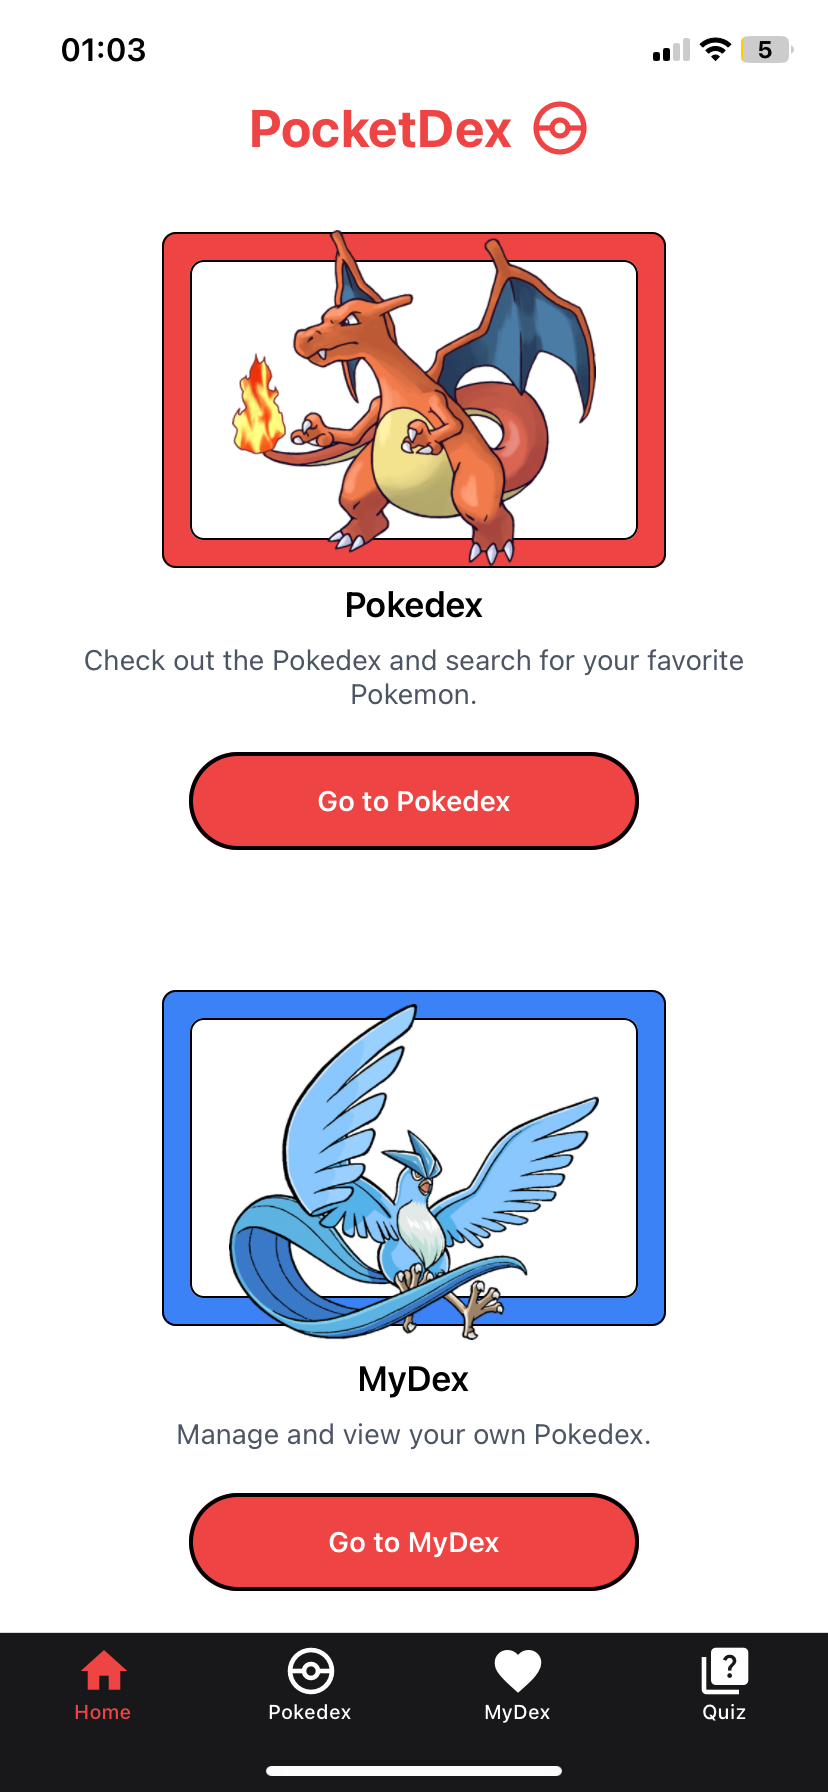 01:03
5
PocketDex
Pokedex
Check out the Pokedex and search for your favorite
Pokemon.
Go to Pokedex
MyDex
Manage and view your own Pokedex.
Go to MyDex
?
Home
Pokedex
MyDex
Quiz